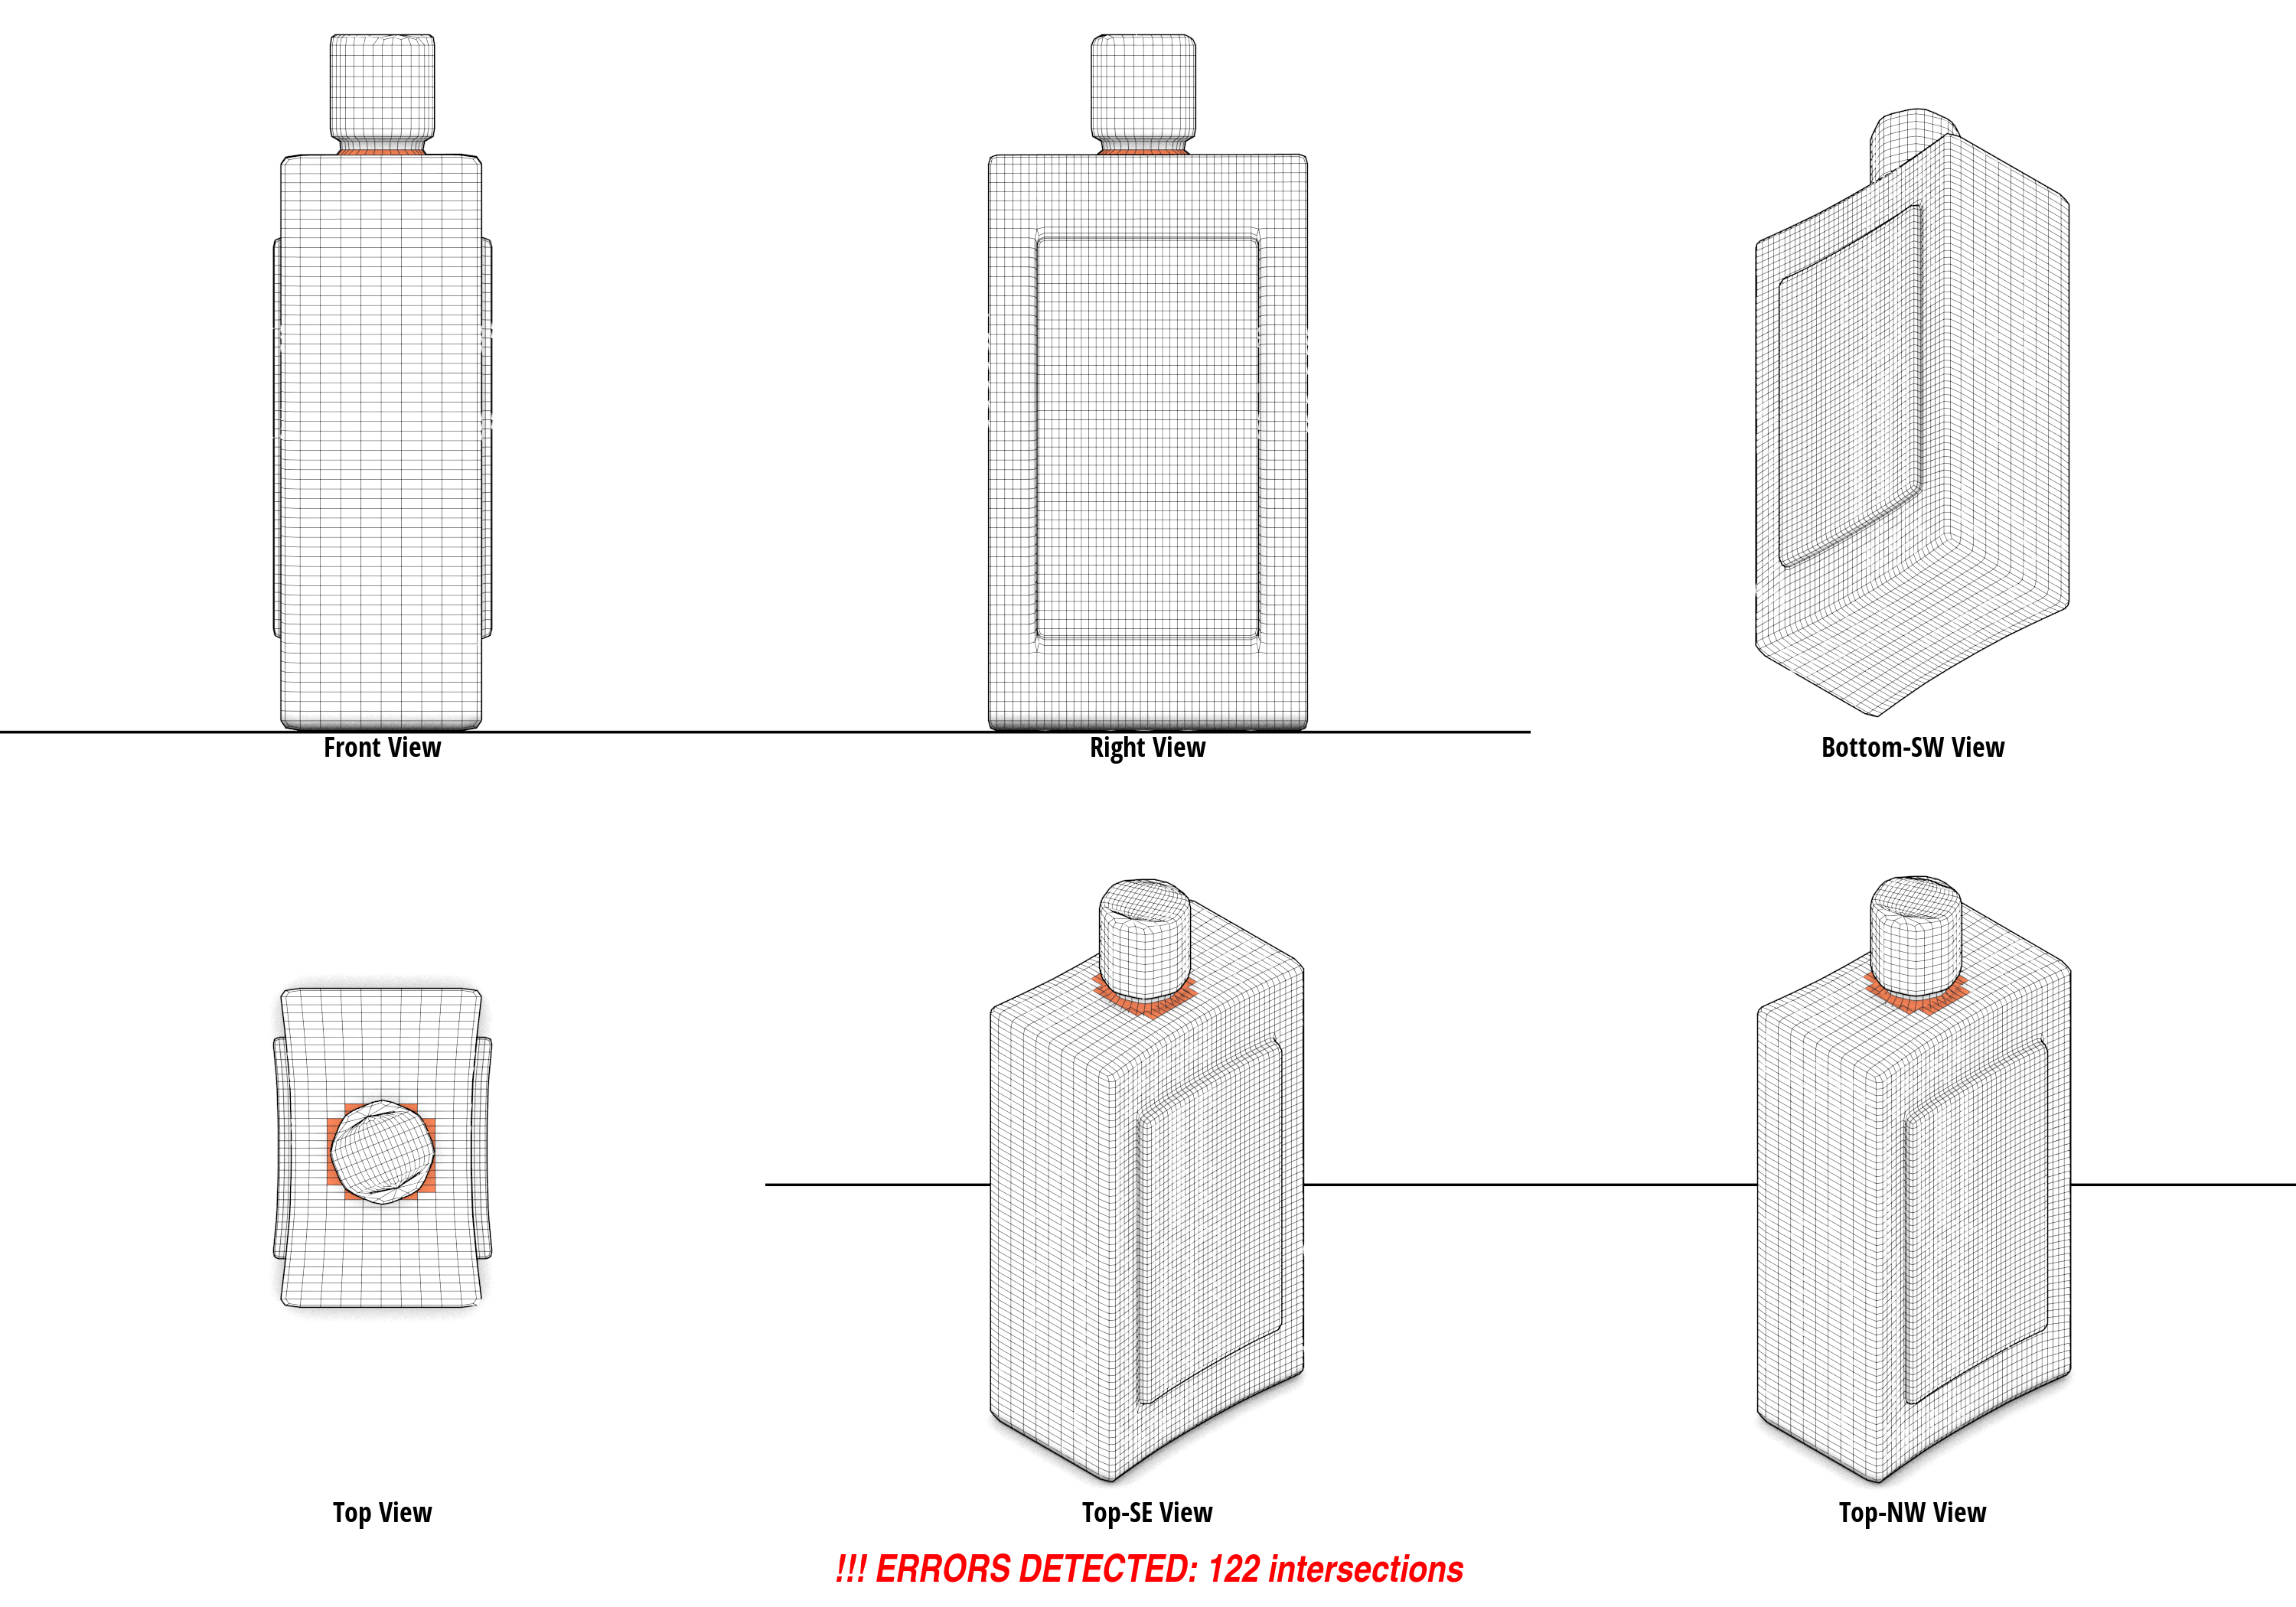 Front View
Right View
Bottom-SW View
Top View
Top-SE View
Top-NW View
!!! ERRORS DETECTED: 122 intersections